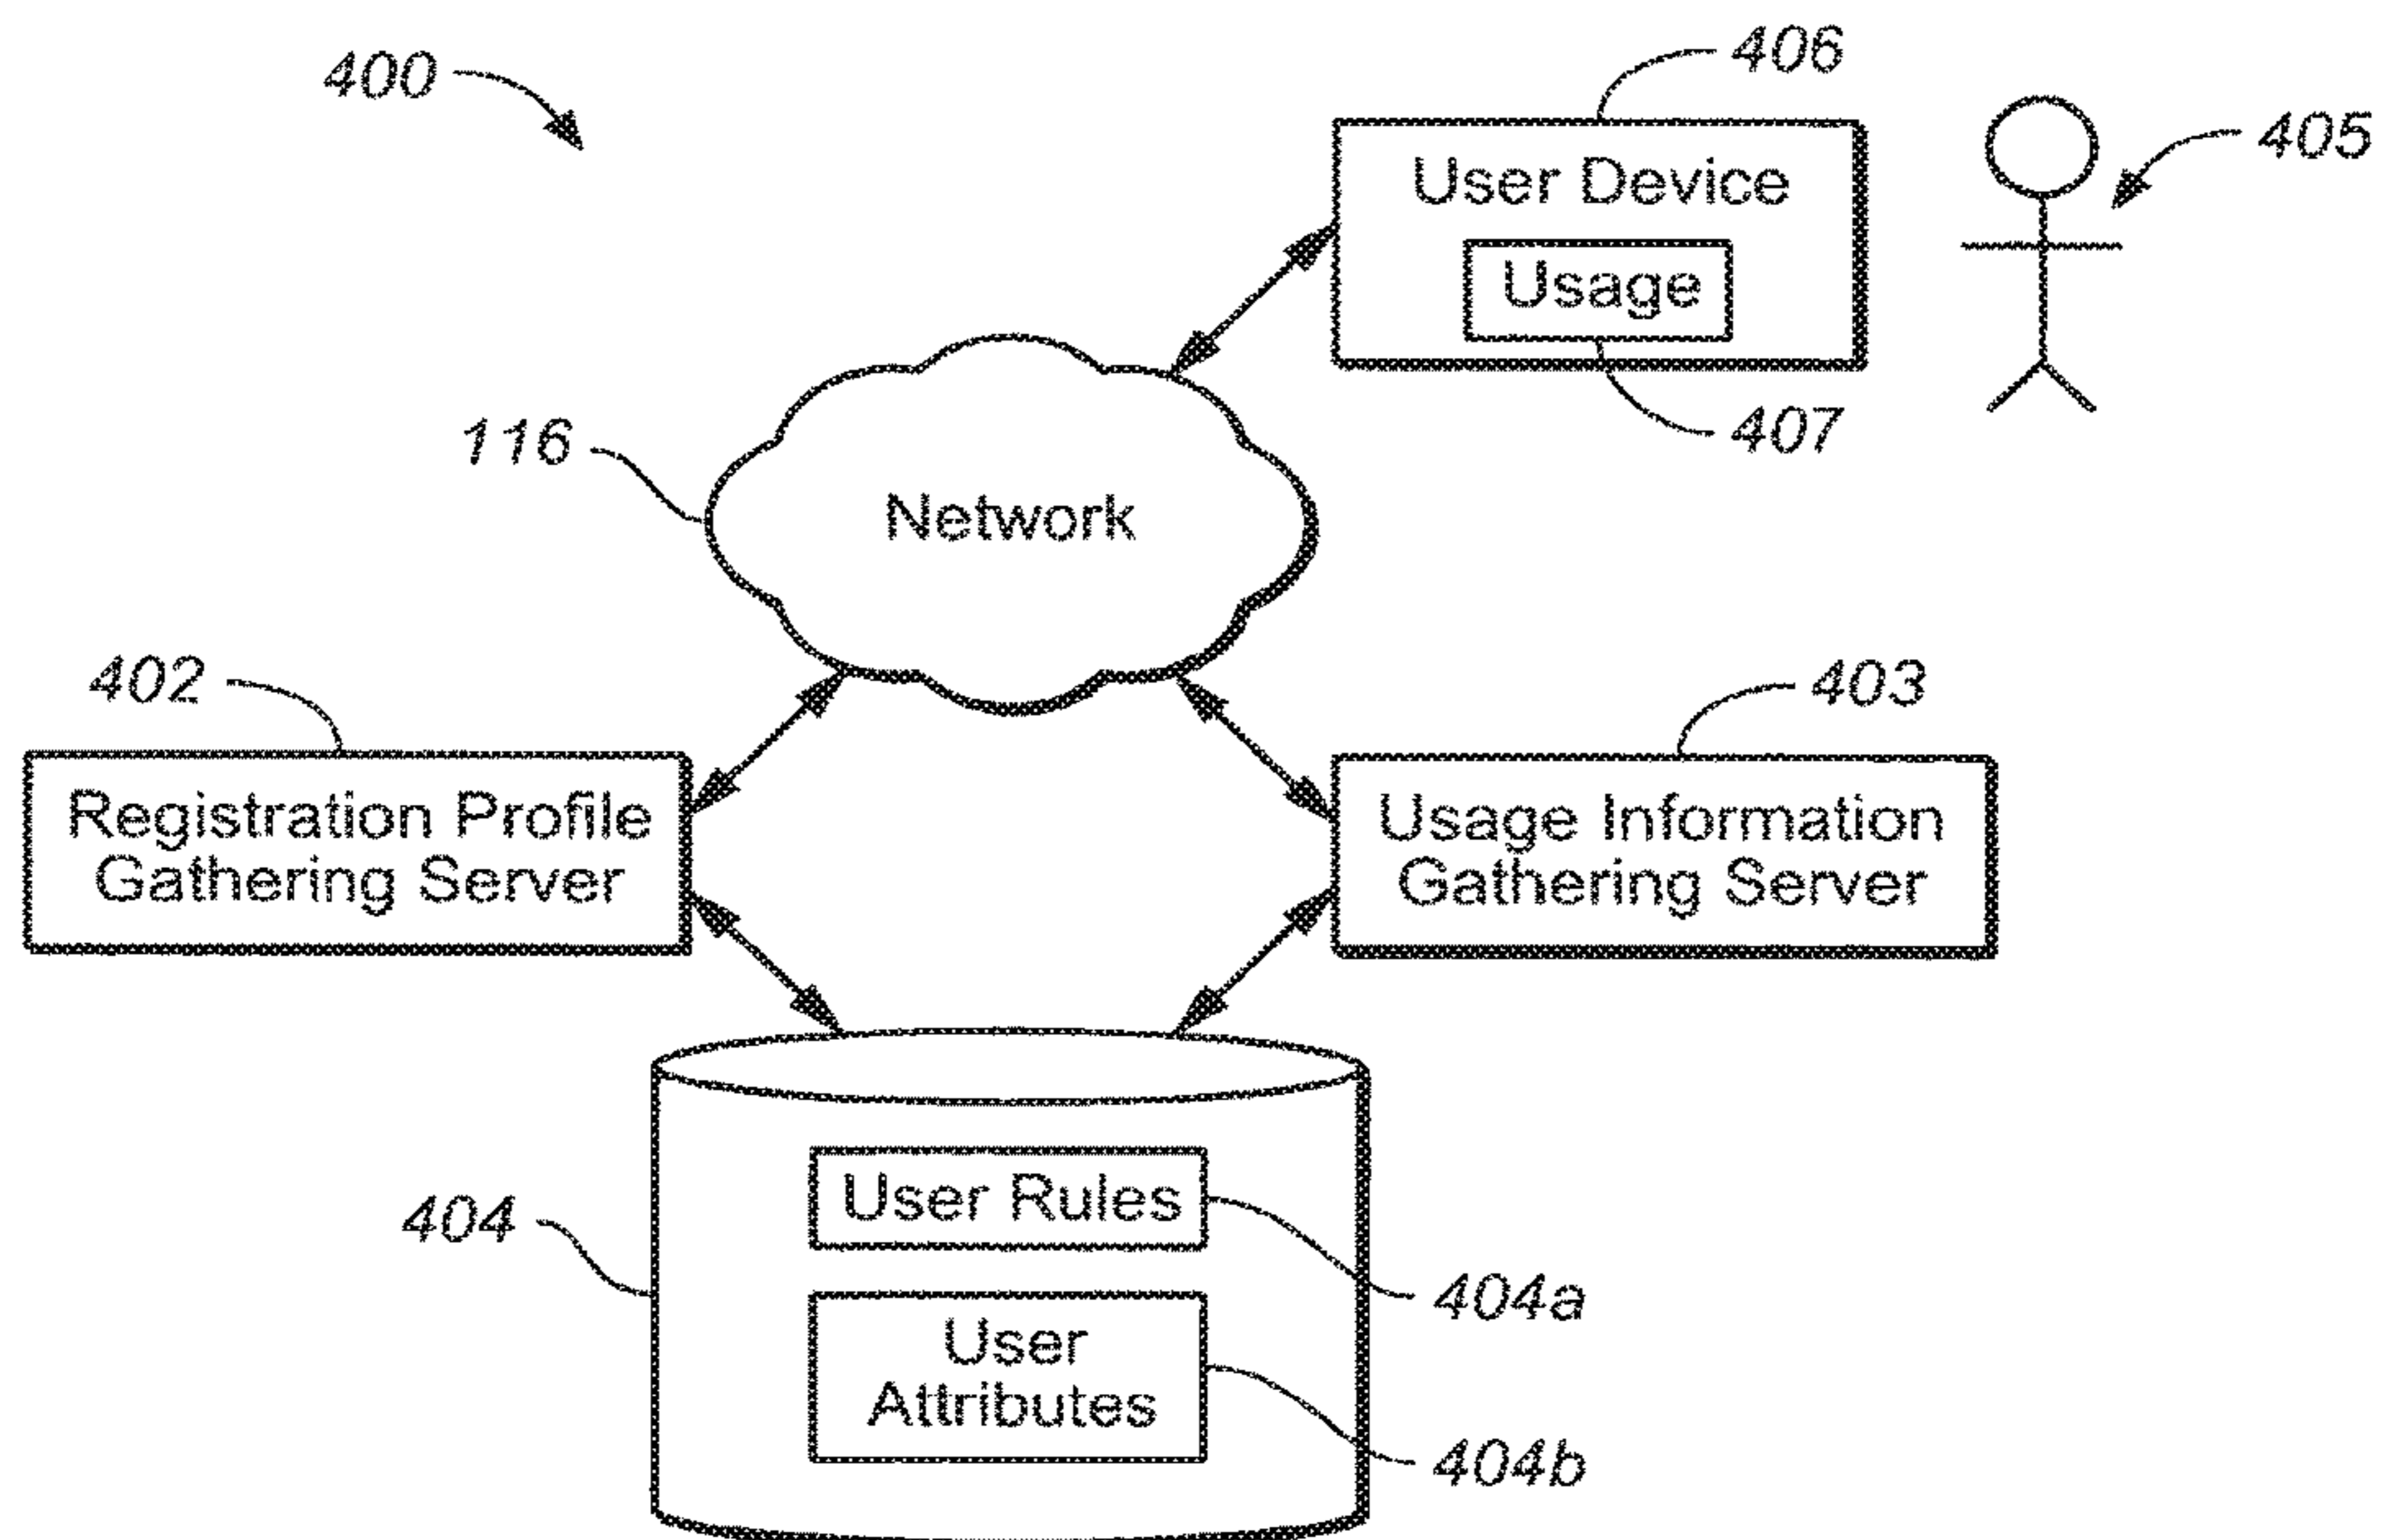 400
406
405
User Device
Usage
407
116
Network
402
403
Registration Profile
Gathering Server
Usage Information
Gathering Server
404
User Rules
404a
User
Attributes
404b